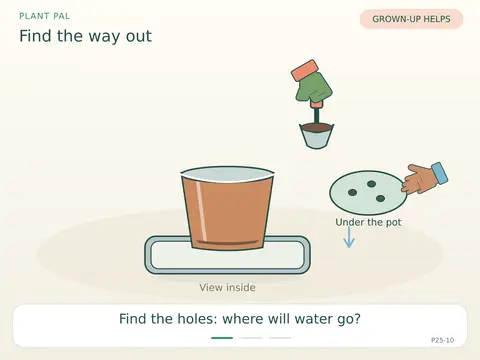 PLANT PAL
GROWN-UP HELPS
Find the way out
Under the pot
View inside
Find the holes: where will water go?
P25-10